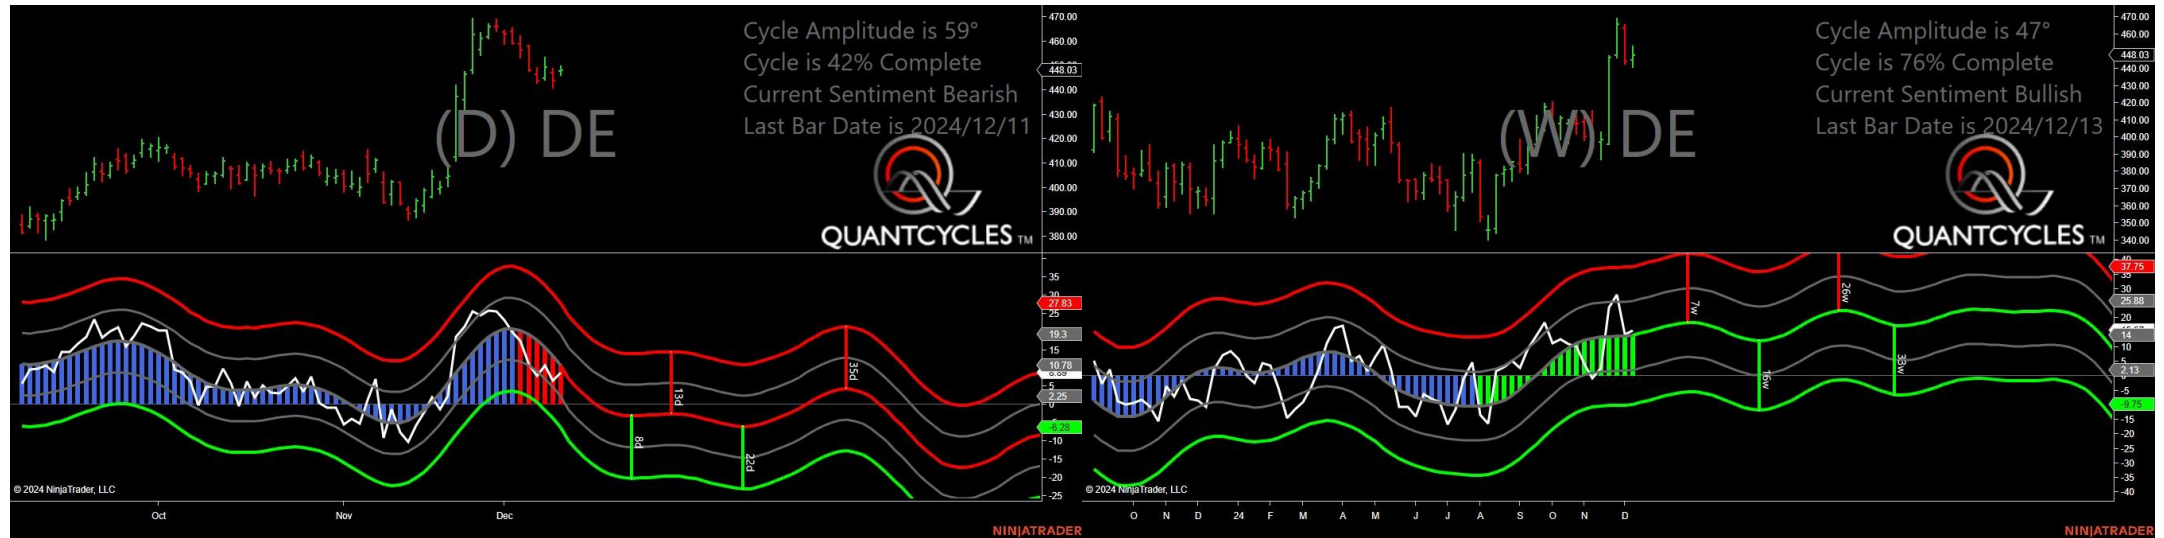 Cycle Amplitude is 59°
Cycle is 42% Complete
Current Sentiment Bearish
Last Bar Date is 2024/12/11
(D) DE
QUANTCYCLES TM
470.00
460.00
448.03
440.00
430.00
420.00
410.00
400.00
390.00
380.00
35
30
27.83
25
19.3
15
10.78
5
2.25
0
-6.28
-10
-15
-20
-25
8d
13d
22d
35d
© 2024 NinjaTrader, LLC
Oct
Nov
Dec
NINJATRADER
Cycle Amplitude is 47°
Cycle is 76% Complete
Current Sentiment Bullish
Last Bar Date is 2024/12/13
(W) DE
QUANTCYCLES TM
470.00
460.00
448.03
440.00
430.00
420.00
410.00
400.00
390.00
380.00
370.00
360.00
350.00
340.00
40
37.75
35
30
25.88
20
14
10
5
2.13
-5
-9.75
-15
-20
-25
-30
-35
-40
7w
16w
26w
33w
© 2024 NinjaTrader, LLC
O N D 24 F M A M J J A S O N D
NINJATRADER